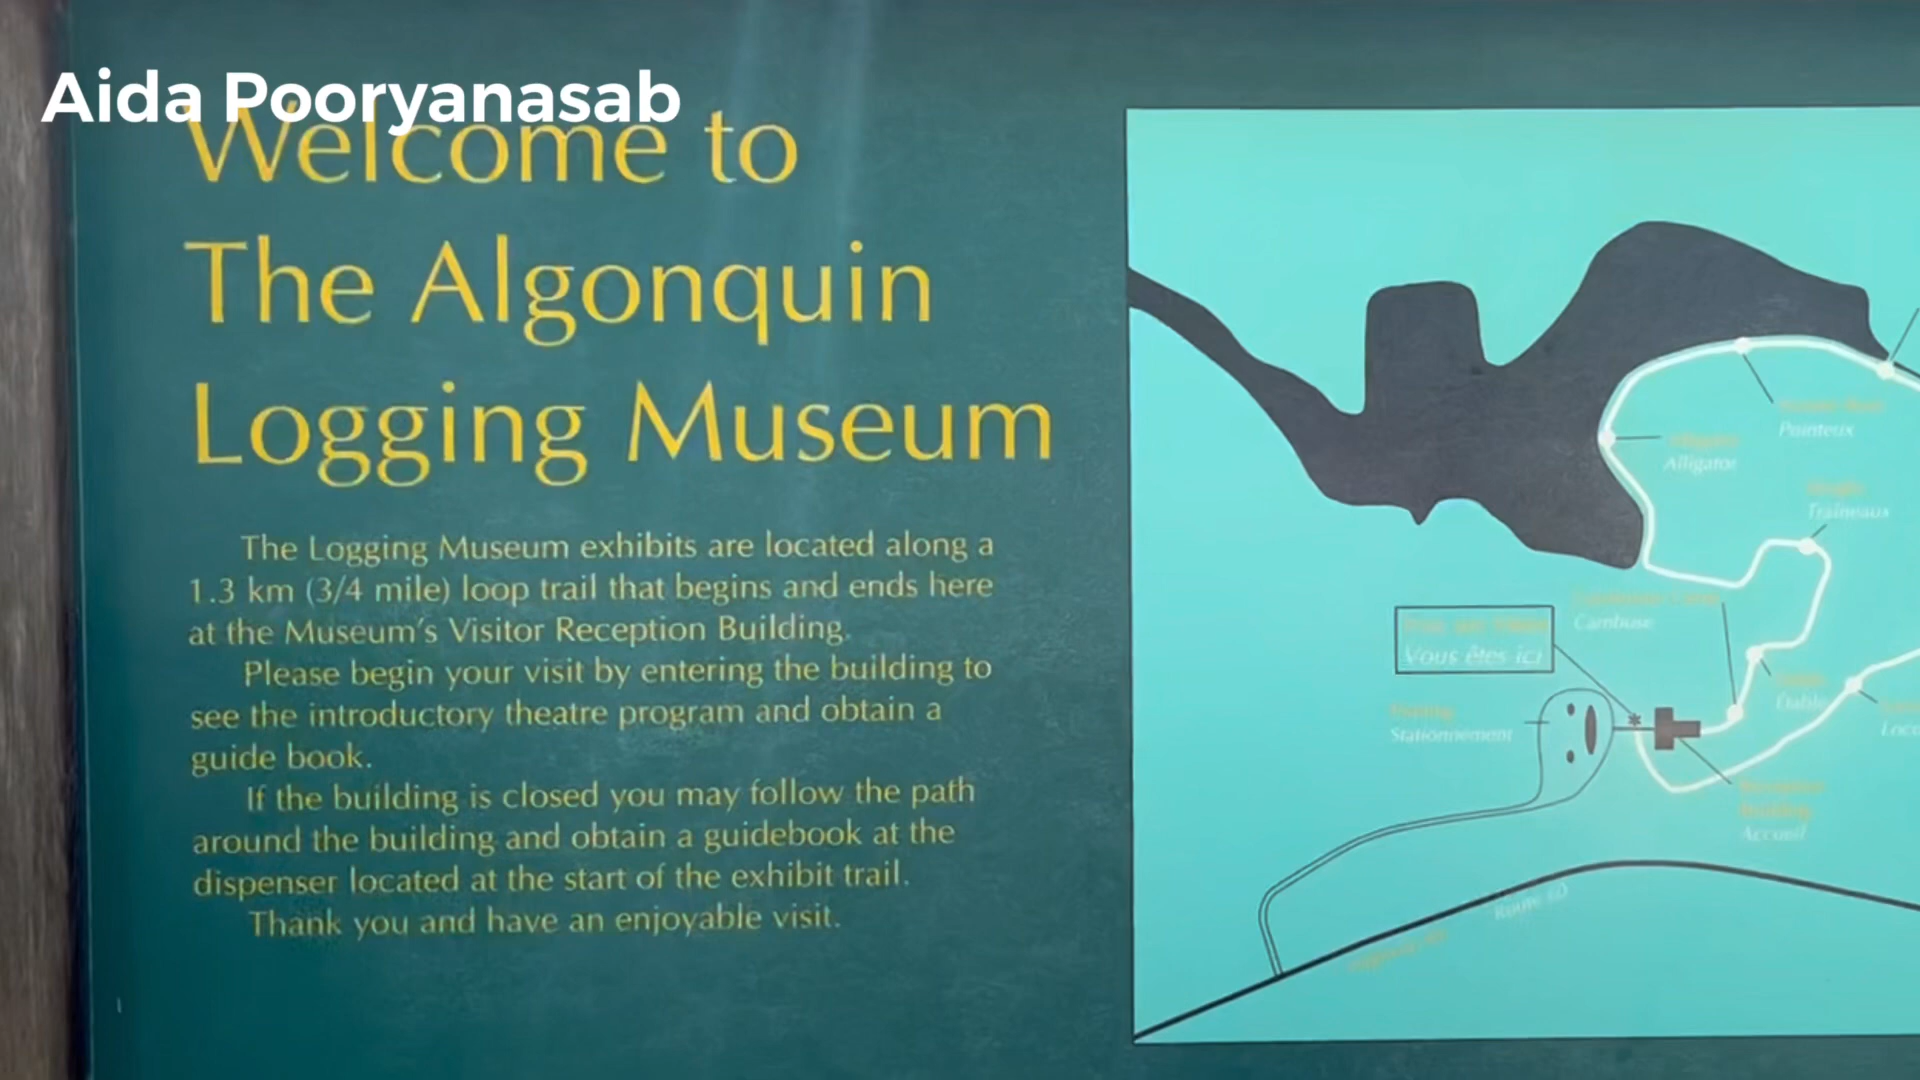 Aida Pooryanasab
Welcome to
The Algonquin
Logging Museum
The Logging Museum exhibits are located along a
1.3 km (3/4 mile) loop trail that begins and ends here
at the Museum's Visitor Reception Building.
Please begin your visit by entering the building to
see the introductory theatre program and obtain a
guide book.
If the building is closed you may follow the path
around the building and obtain a guidebook at the
dispenser located at the start of the exhibit trail.
Thank you and have an enjoyable visit.
Pointeux
Alligator
Alligator
Traîneaux
Cambuse
Vous êtes ici
Étable
Parking
Stationnement
Reception
Building
Accueil
Route 60